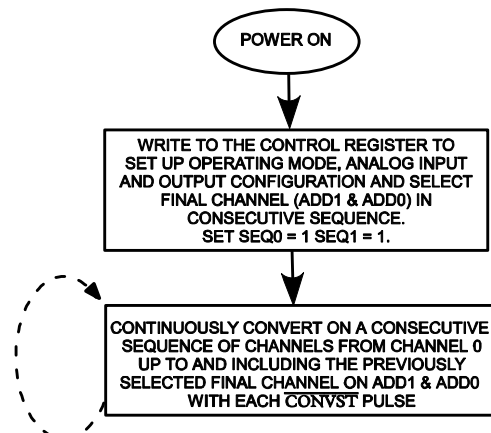 POWER ON
WRITE TO THE CONTROL REGISTER TO
SET UP OPERATING MODE, ANALOG INPUT
AND OUTPUT CONFIGURATION AND SELECT
FINAL CHANNEL (ADD1 & ADD0) IN
CONSECUTIVE SEQUENCE.
SET SEQ0 = 1 SEQ1 = 1.
CONTINUOUSLY CONVERT ON A CONSECUTIVE
SEQUENCE OF CHANNELS FROM CHANNEL 0
UP TO AND INCLUDING THE PREVIOUSLY
SELECTED FINAL CHANNEL ON ADD1 & ADD0
WITH EACH CONVST PULSE